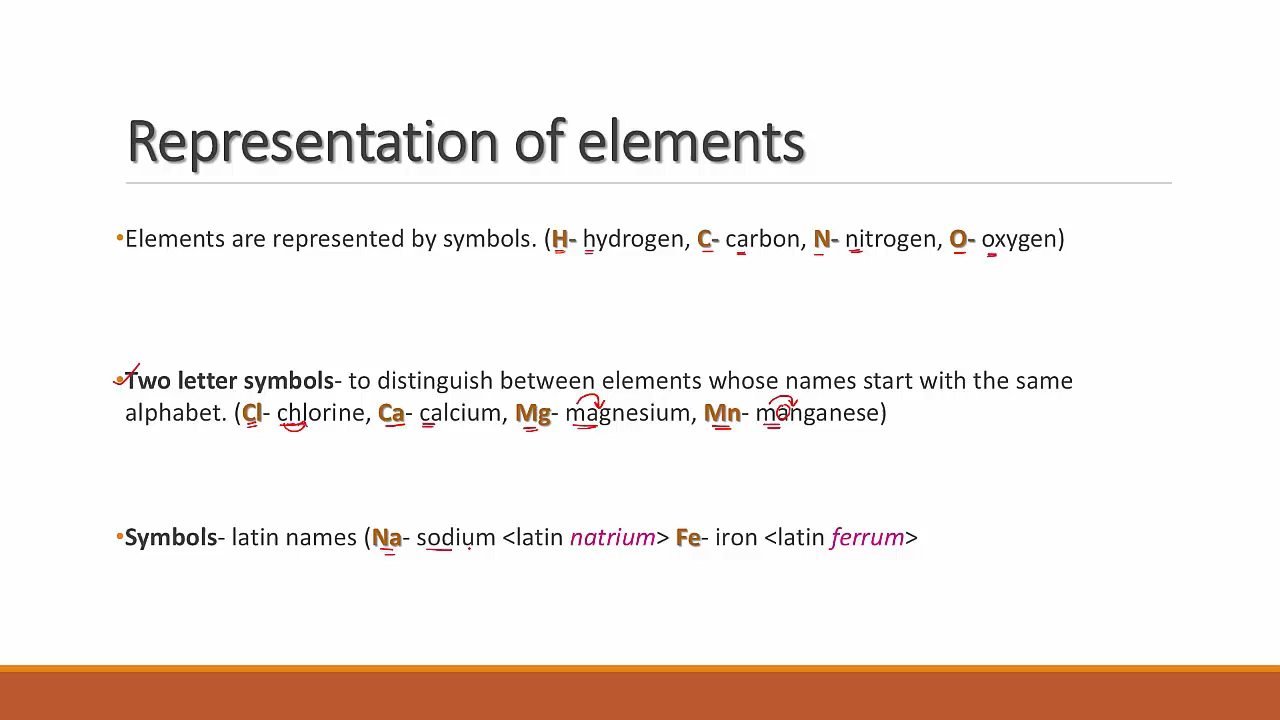 Representation of elements
•Elements are represented by symbols. (H- hydrogen, C- carbon, N- nitrogen, O- oxygen)
•Two letter symbols- to distinguish between elements whose names start with the same
alphabet. (Cl- chlorine, Ca- calcium, Mg- magnesium, Mn- manganese)
•Symbols- latin names (Na- sodium <latin natrium> Fe- iron <latin ferrum>